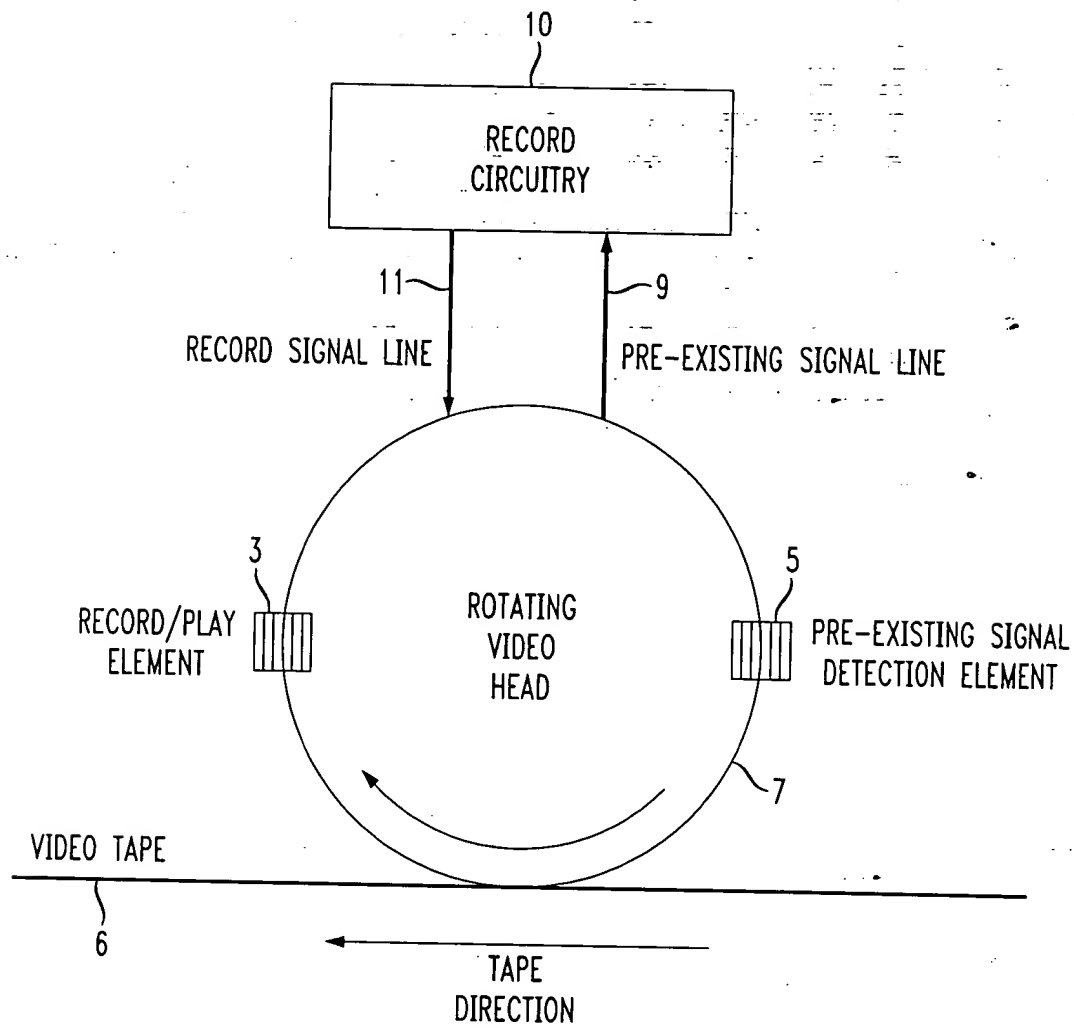 10
RECORD
CIRCUITRY
11
9
RECORD SIGNAL LINE
PRE-EXISTING SIGNAL LINE
3
5
RECORD/PLAY
ELEMENT
ROTATING
VIDEO
HEAD
PRE-EXISTING SIGNAL
DETECTION ELEMENT
7
VIDEO TAPE
6
TAPE
DIRECTION